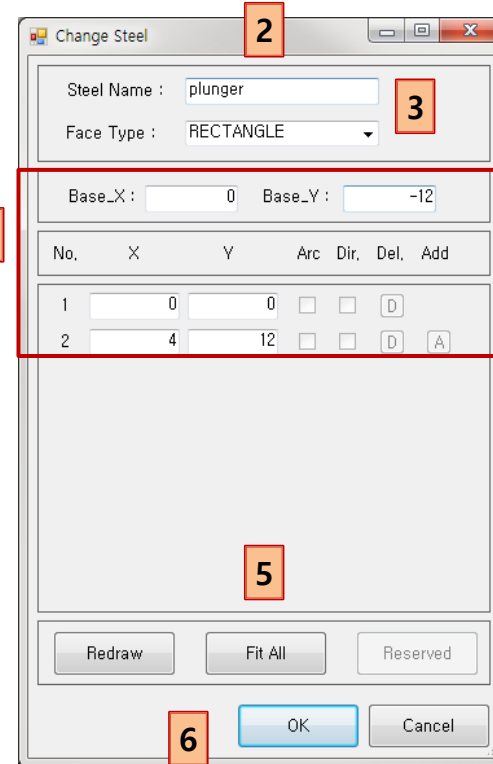 2
Change Steel
Steel Name : plunger
3
Face Type : RECTANGLE
Base_X : 0 Base_Y : -12
No, X Y Arc Dir, Del, Add
1 0 0 D
2 4 12 D A
5
Redraw Fit All Reserved
OK Cancel
6